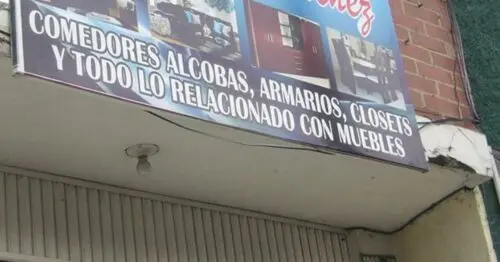 COMEDORES ALCOBAS, ARMARIOS, CLOSETS
Y TODO LO RELACIONADO CON MUEBLES